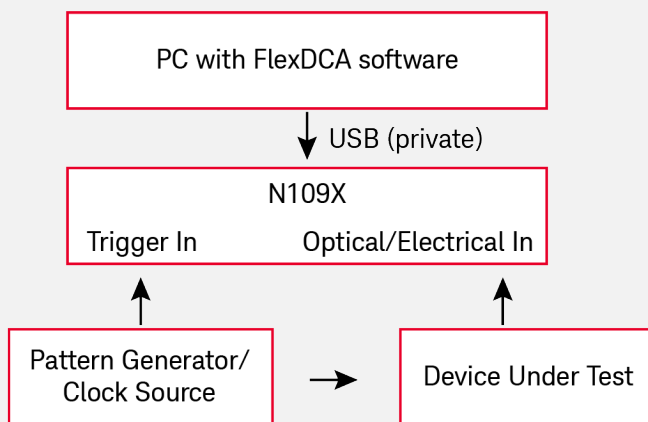 PC with FlexDCA software
USB (private)
N109X
Trigger In
Optical/Electrical In
Pattern Generator/
Clock Source
Device Under Test